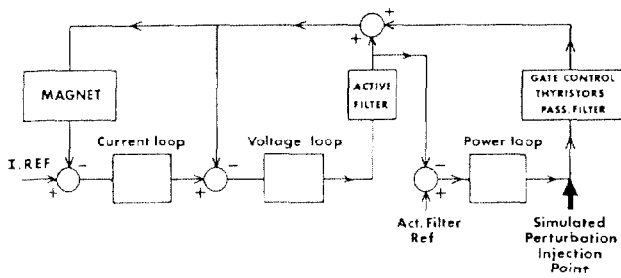 MAGNET
ACTIVE
FILTER
GATE CONTROL
THYRISTORS
PASS. FILTER
I. REF
Current loop
Voltage loop
Power loop
Act. Filter
Ref
Simulated
Perturbation
Injection
Point
+
+
-
+
-
+
-
+